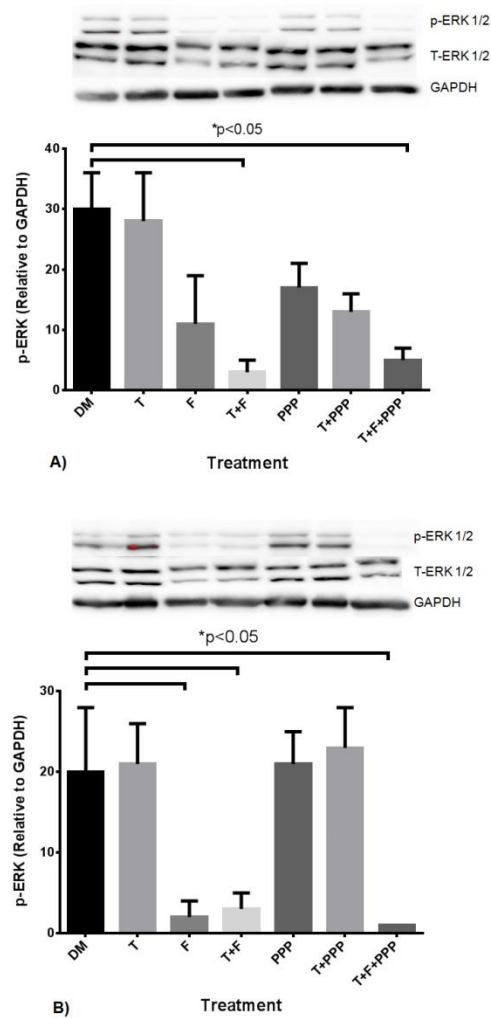 p-ERK 1/2
T-ERK 1/2
GAPDH
*p<0.05
40
30
20
10
0
p-ERK (Relative to GAPDH)
DM
T
F
T+F
PPP
T+PPP
T+F+PPP
A)
Treatment
p-ERK 1/2
T-ERK 1/2
GAPDH
*p<0.05
30
20
10
0
p-ERK (Relative to GAPDH)
DM
T
F
T+F
PPP
T+PPP
T+F+PPP
B)
Treatment